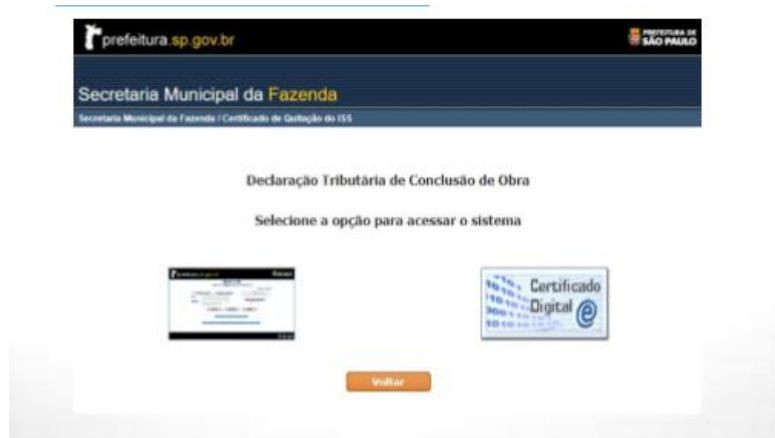 prefeitura.sp.gov.br
PREFEITURA DE
SÃO PAULO
Secretaria Municipal da Fazenda
Secretaria Municipal da Fazenda / Certificado de Quitação do ISS
Declaração Tributária de Conclusão de Obra
Selecione a opção para acessar o sistema
Certificado
Digital
Voltar